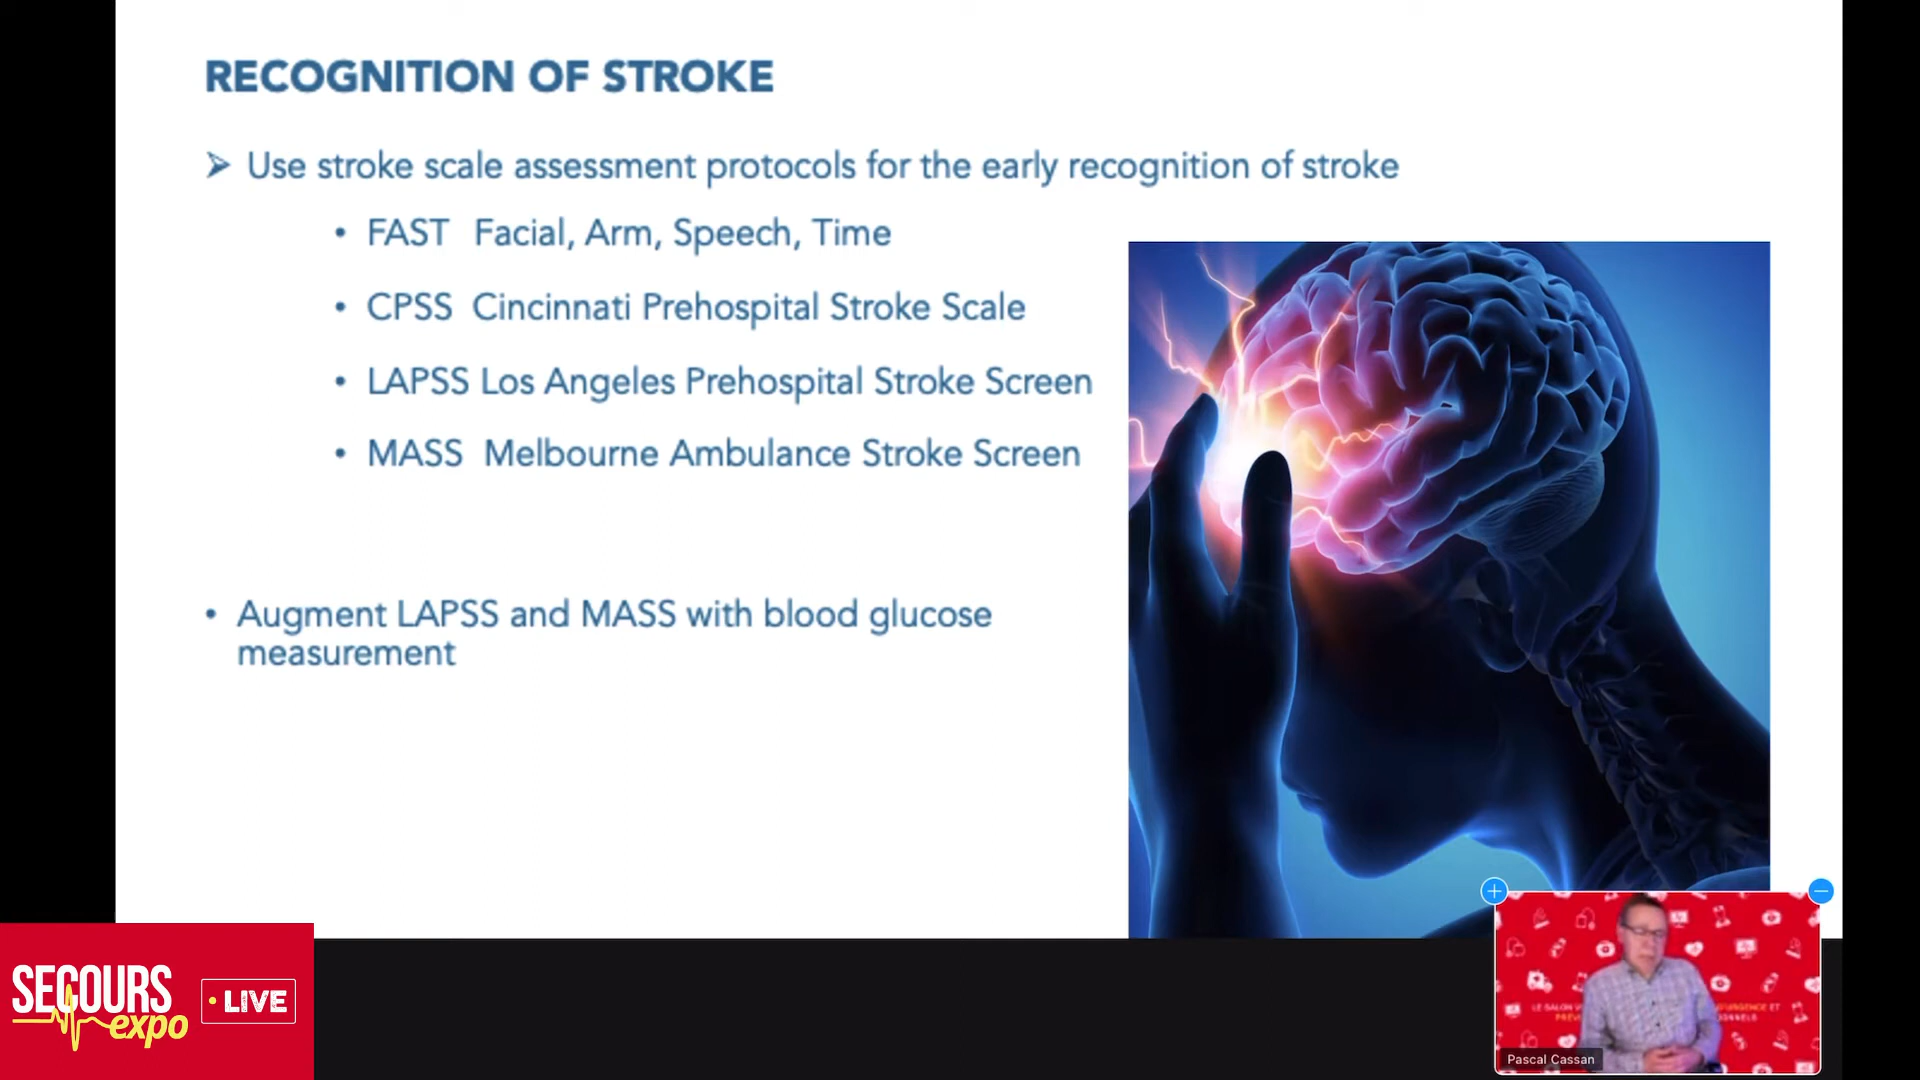 RECOGNITION OF STROKE
➢ Use stroke scale assessment protocols for the early recognition of stroke
• FAST Facial, Arm, Speech, Time
• CPSS Cincinnati Prehospital Stroke Scale
• LAPSS Los Angeles Prehospital Stroke Screen
• MASS Melbourne Ambulance Stroke Screen
• Augment LAPSS and MASS with blood glucose
measurement
SECOURS
expo
• LIVE
LE SALON
Pascal Cassan